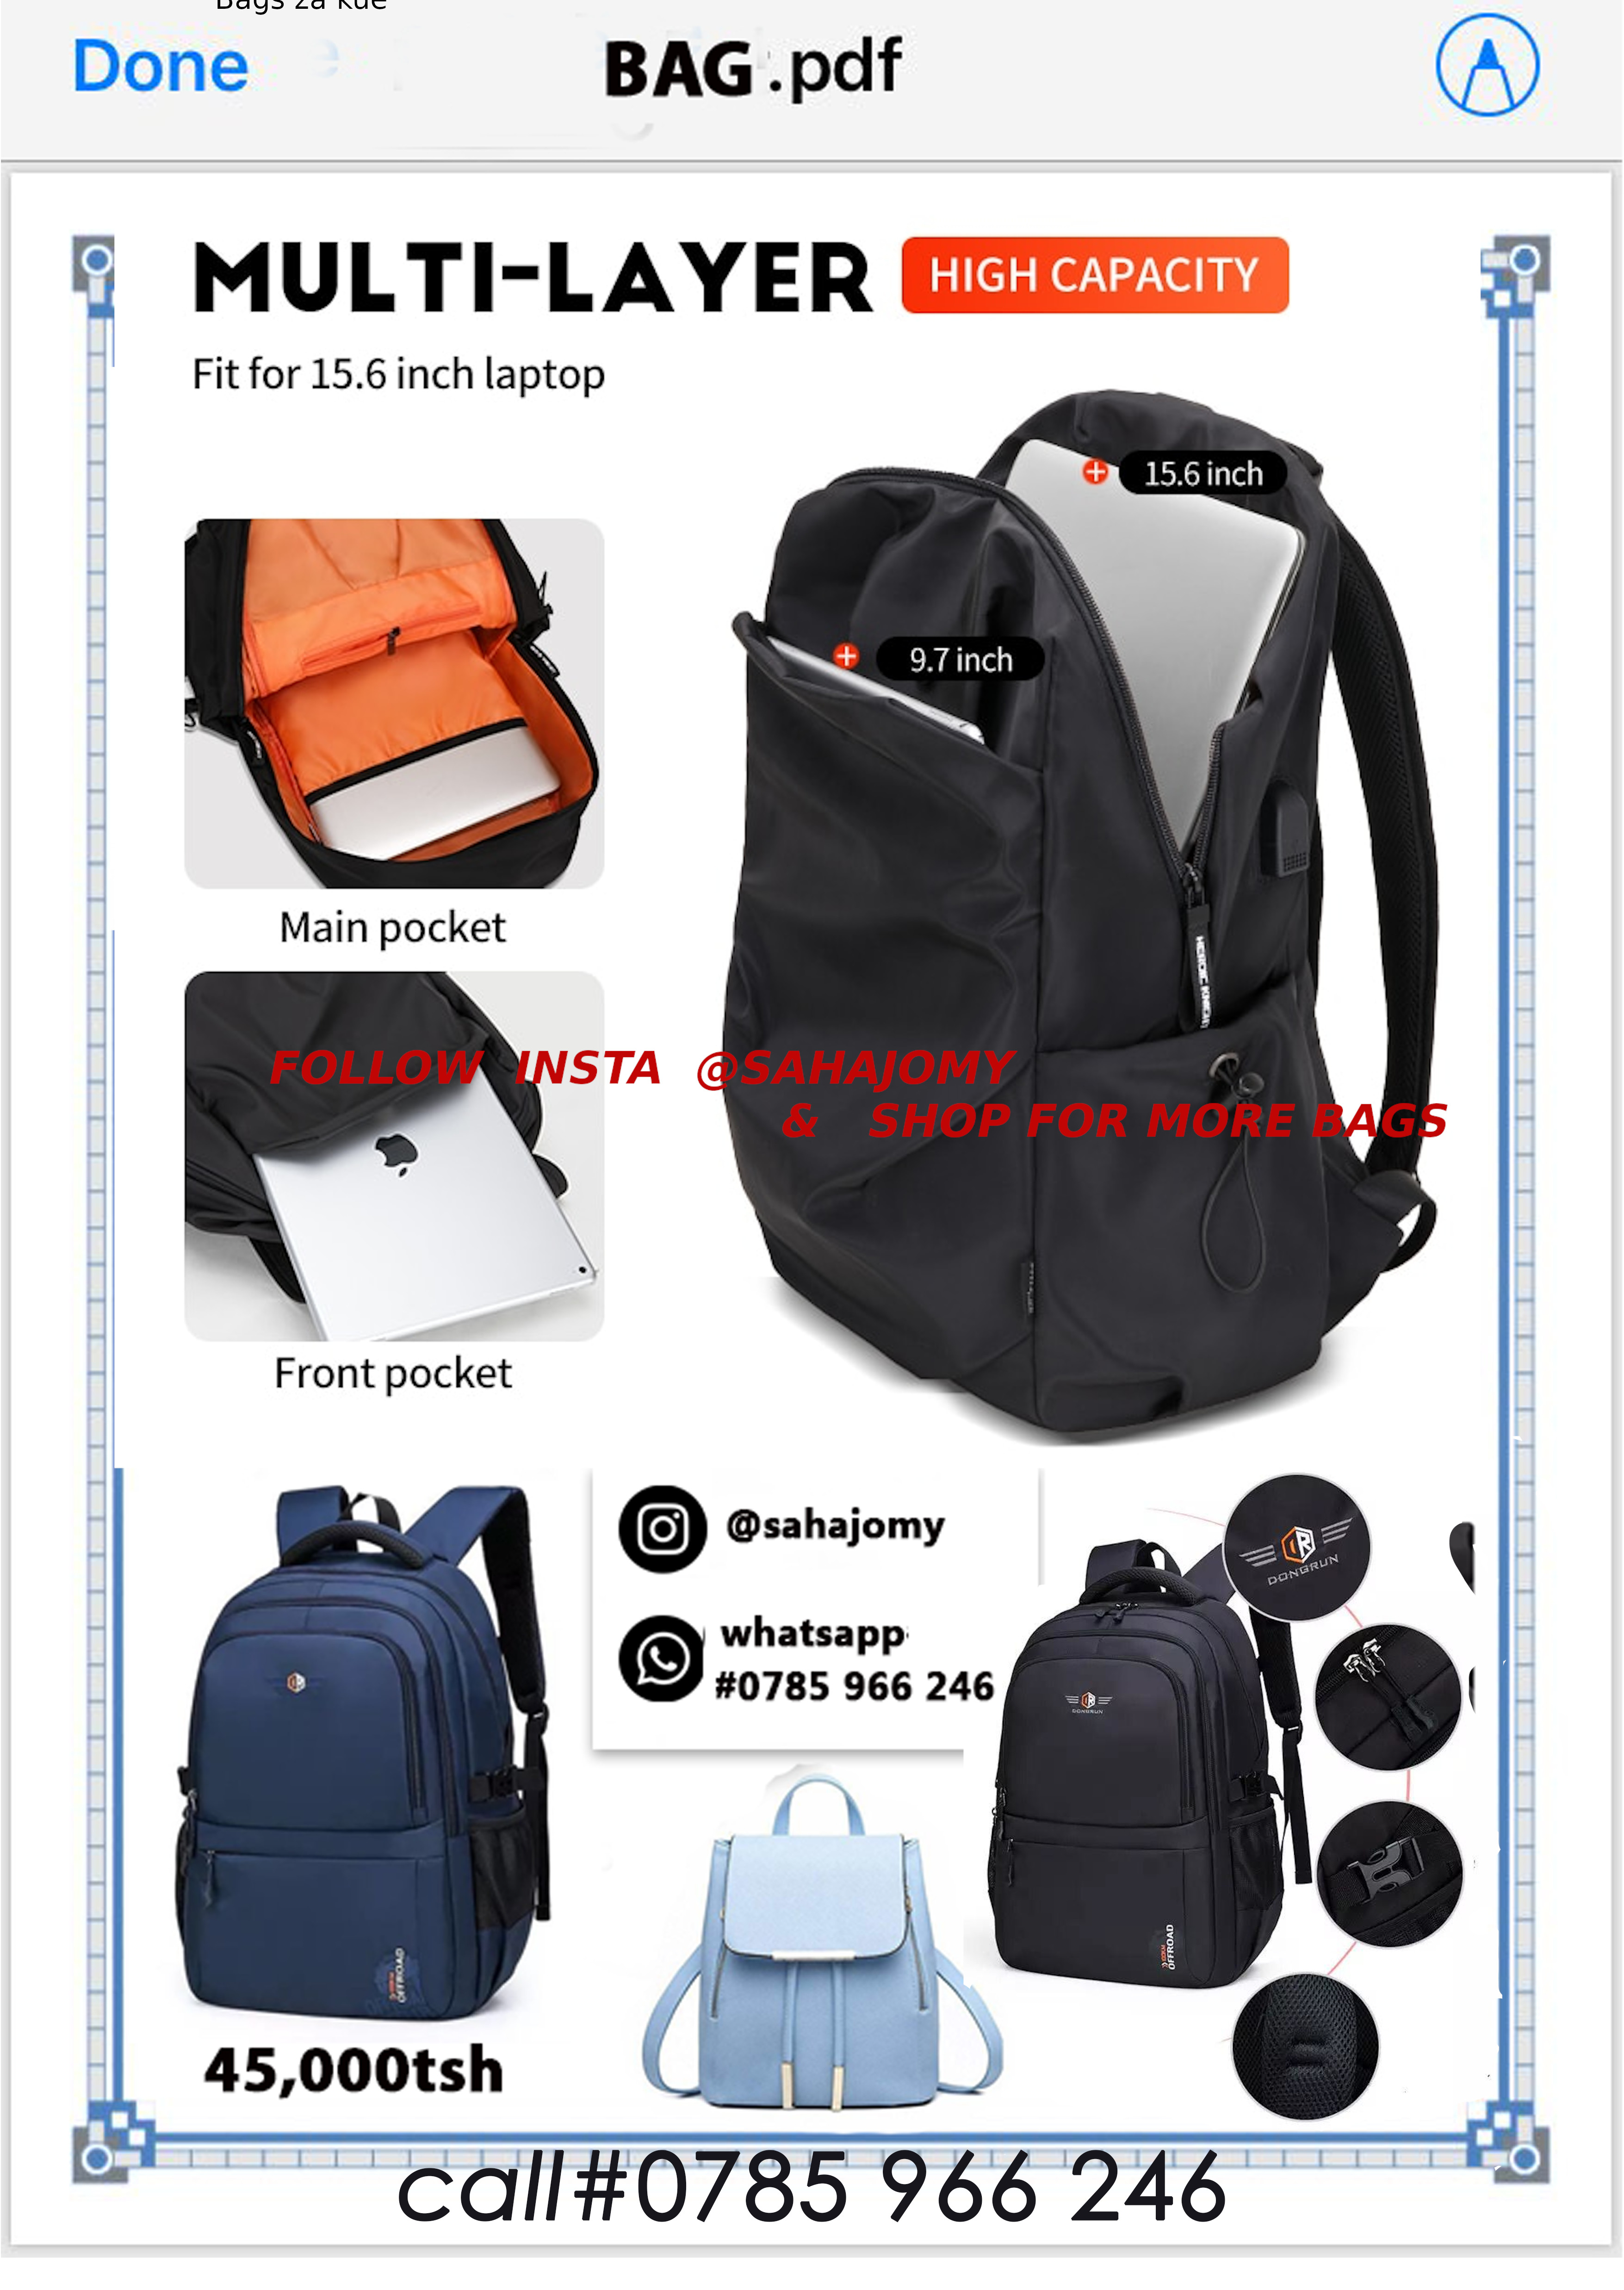 Bags za kue
Done
BAG .pdf
MULTI-LAYER
HIGH CAPACITY
Fit for 15.6 inch laptop
15.6 inch
9.7 inch
Main pocket
FOLLOW INSTA @SAHAJOMY
& SHOP FOR MORE BAGS
Front pocket
@sahajomy
whatsapp
#0785 966 246
DONGRUN
DONGRUN
OFFROAD
OFFROAD
45,000tsh
call#0785 966 246